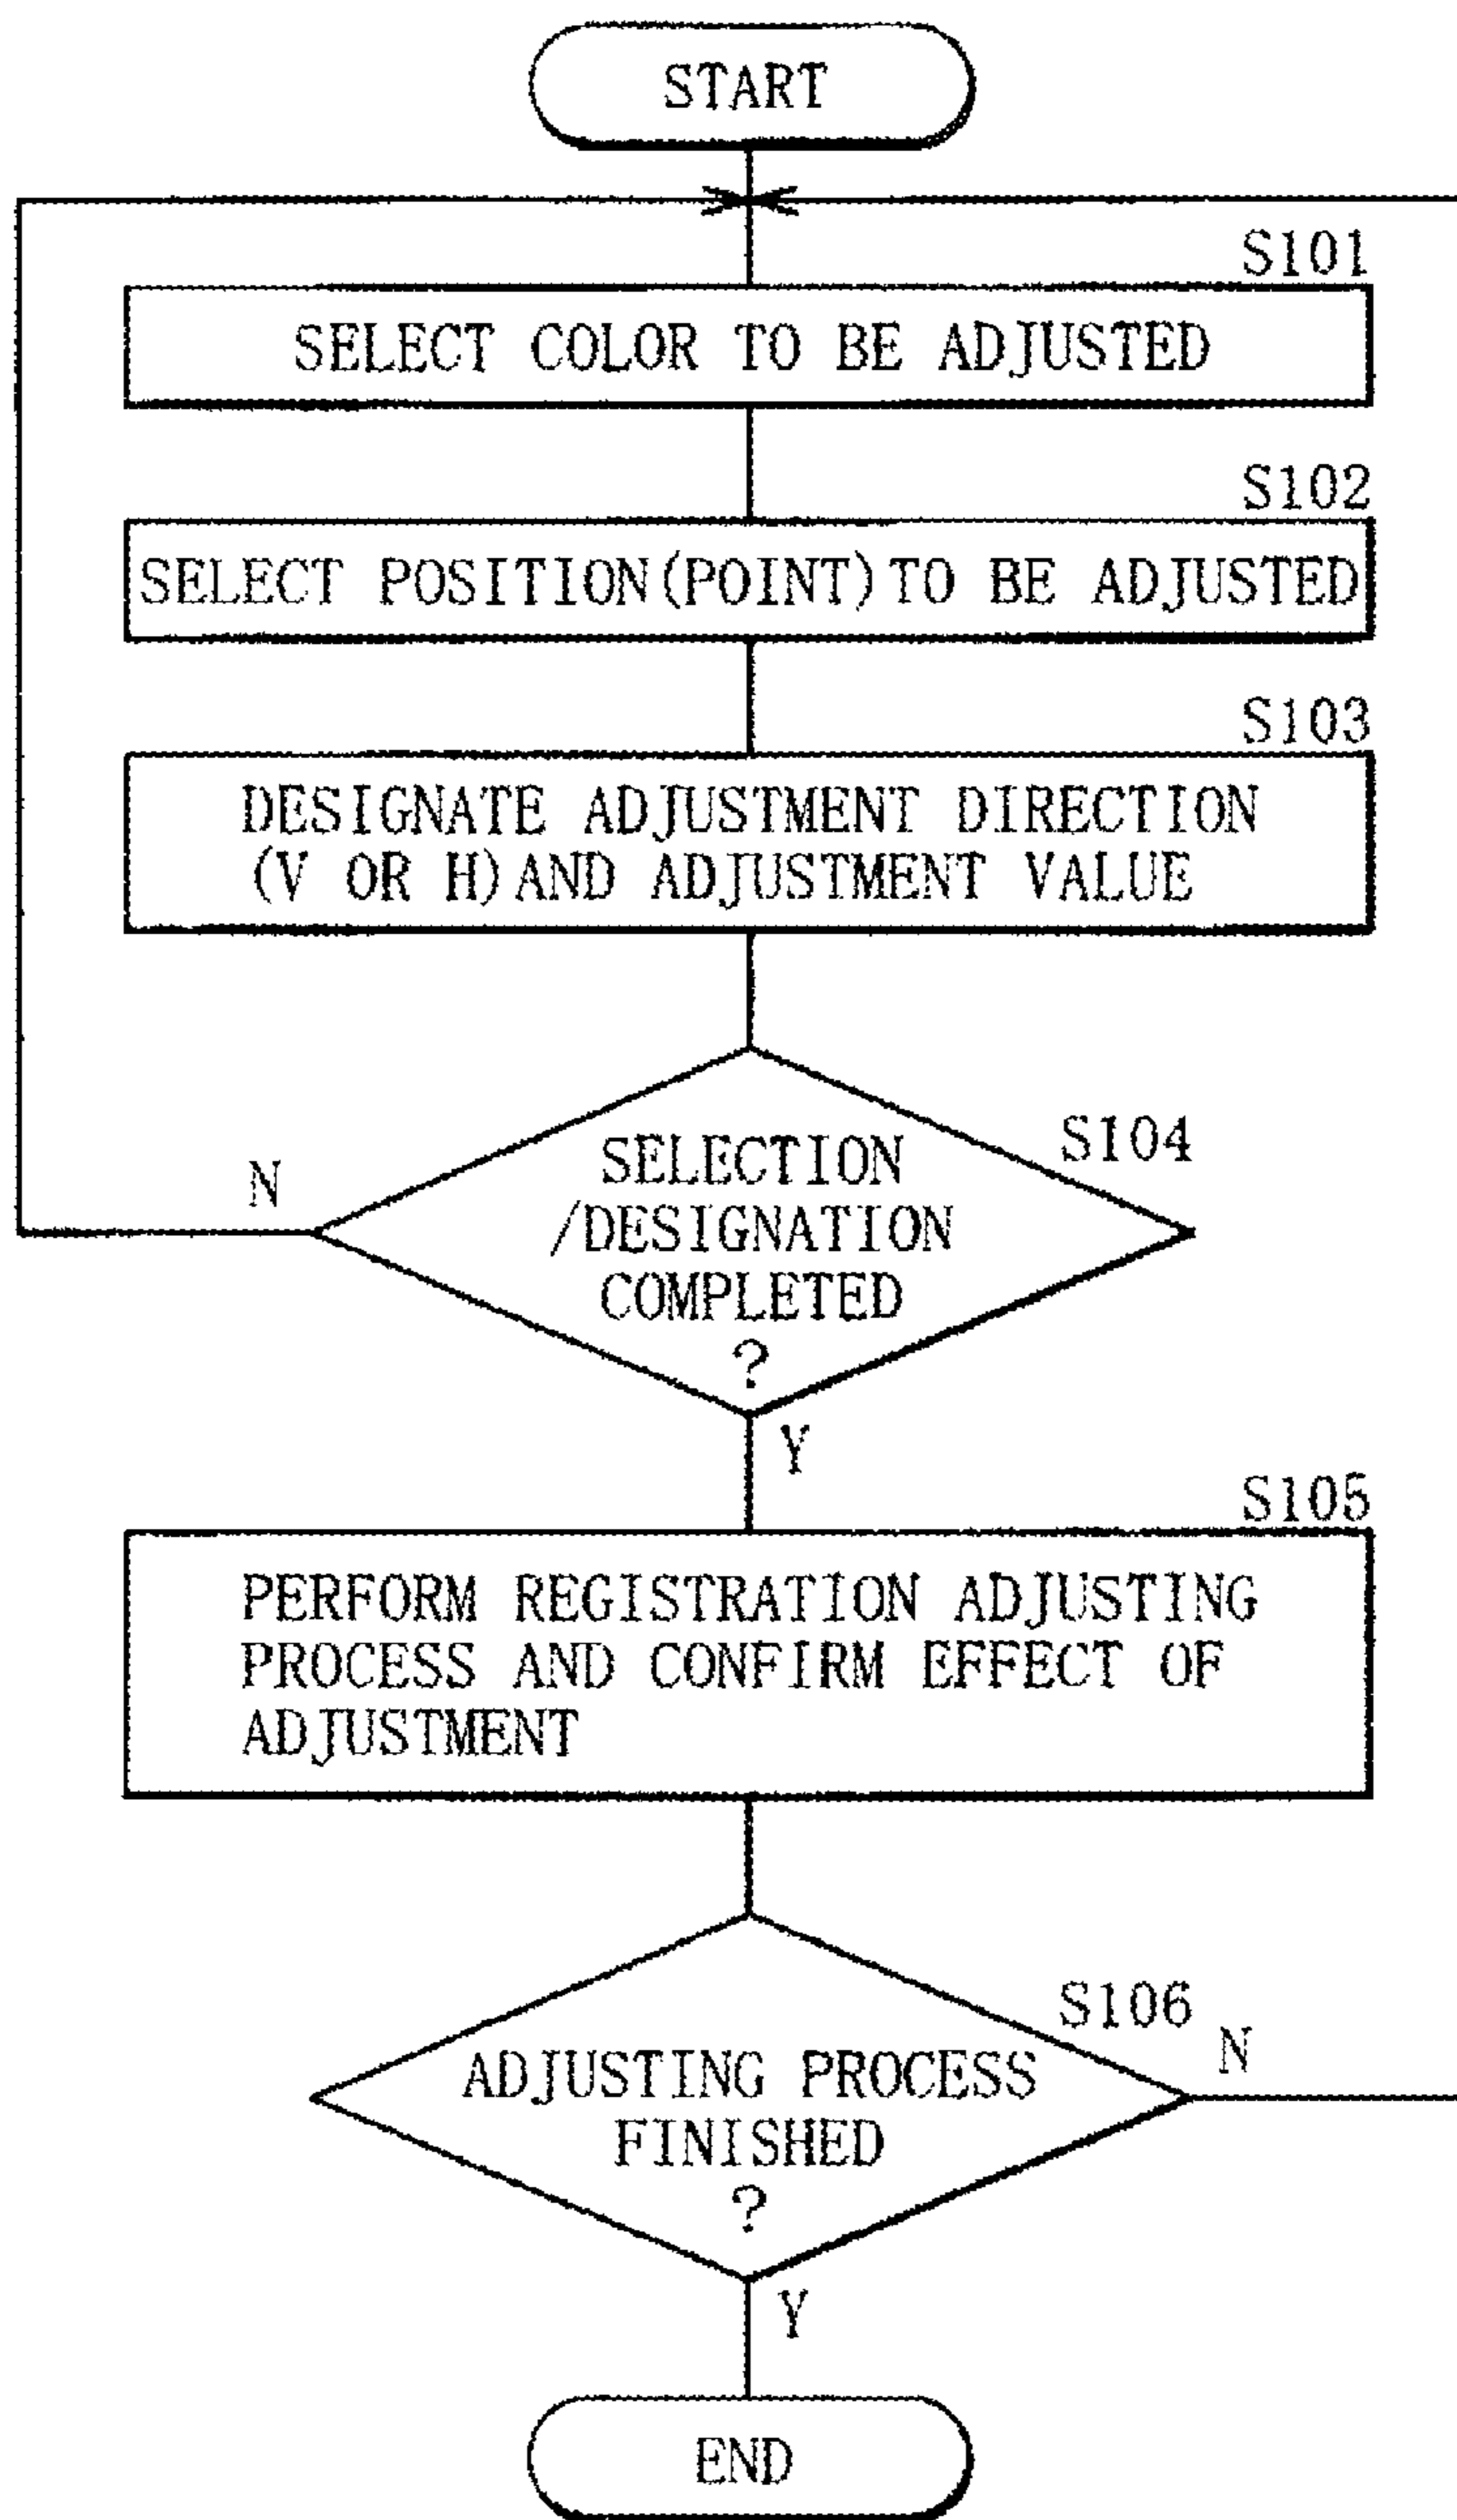 START
S101
SELECT COLOR TO BE ADJUSTED
S102
SELECT POSITION(POINT)TO BE ADJUSTED
S103
DESIGNATE ADJUSTMENT DIRECTION
(V OR H)AND ADJUSTMENT VALUE
S104
N
SELECTION
/DESIGNATION
COMPLETED
?
Y
S105
PERFORM REGISTRATION ADJUSTING
PROCESS AND CONFIRM EFFECT OF
ADJUSTMENT
S106
N
ADJUSTING PROCESS
FINISHED
?
Y
END